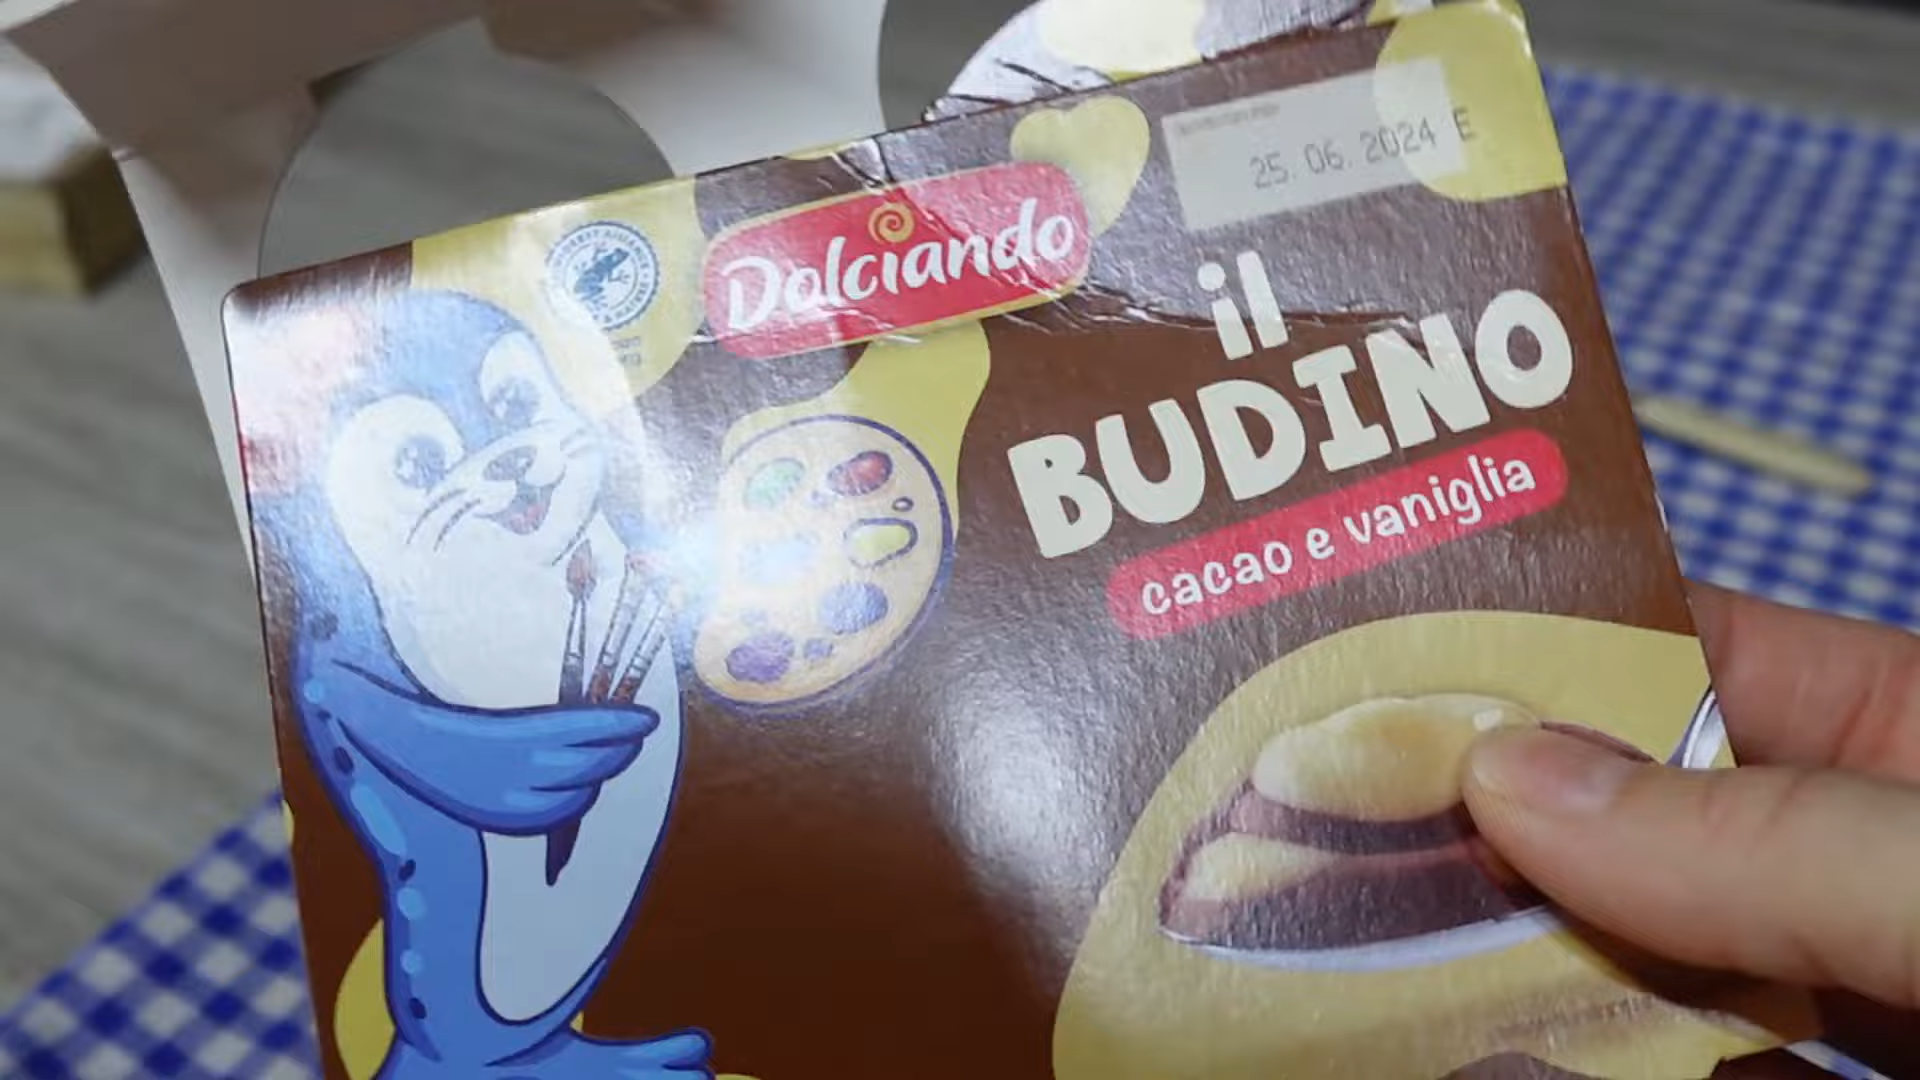 25. 06. 2024 E
Dolciando
il
BUDINO
cacao e vaniglia